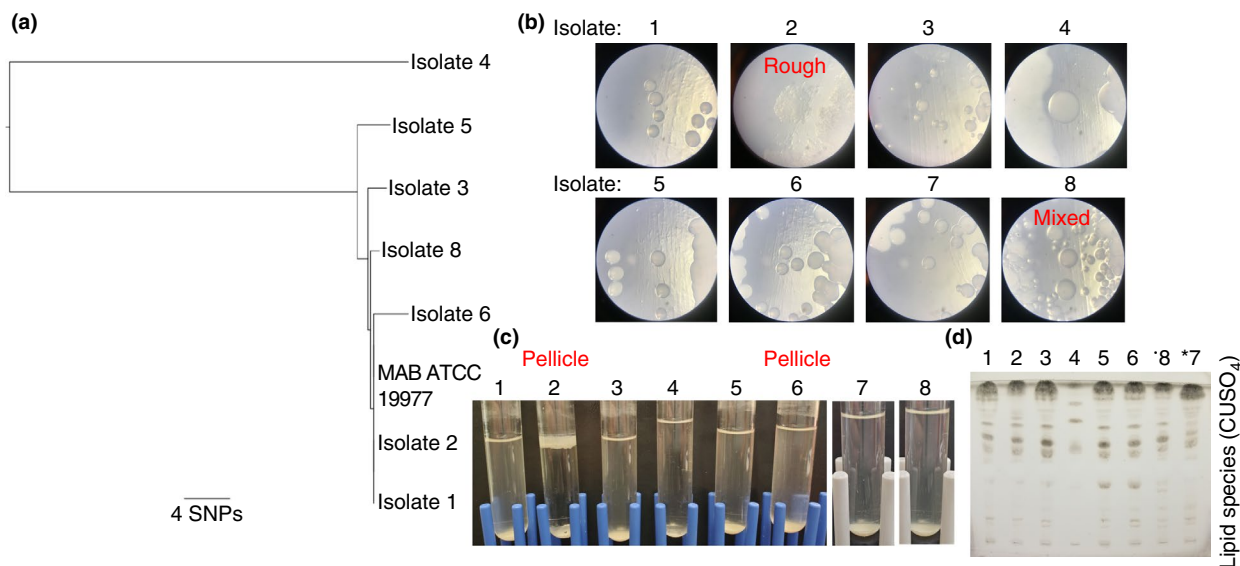 (a)
Isolate 4
Isolate 5
Isolate 3
Isolate 8
Isolate 6
MAB ATCC
19977
Isolate 2
Isolate 1
4 SNPs
(b)
Isolate: 1 2 3 4
Rough
Isolate: 5 6 7 8
Mixed
(c)
Pellicle Pellicle
1 2 3 4 5 6 7 8
(d)
1 2 3 4 5 6 *8 *7
Lipid species (CUSO4)